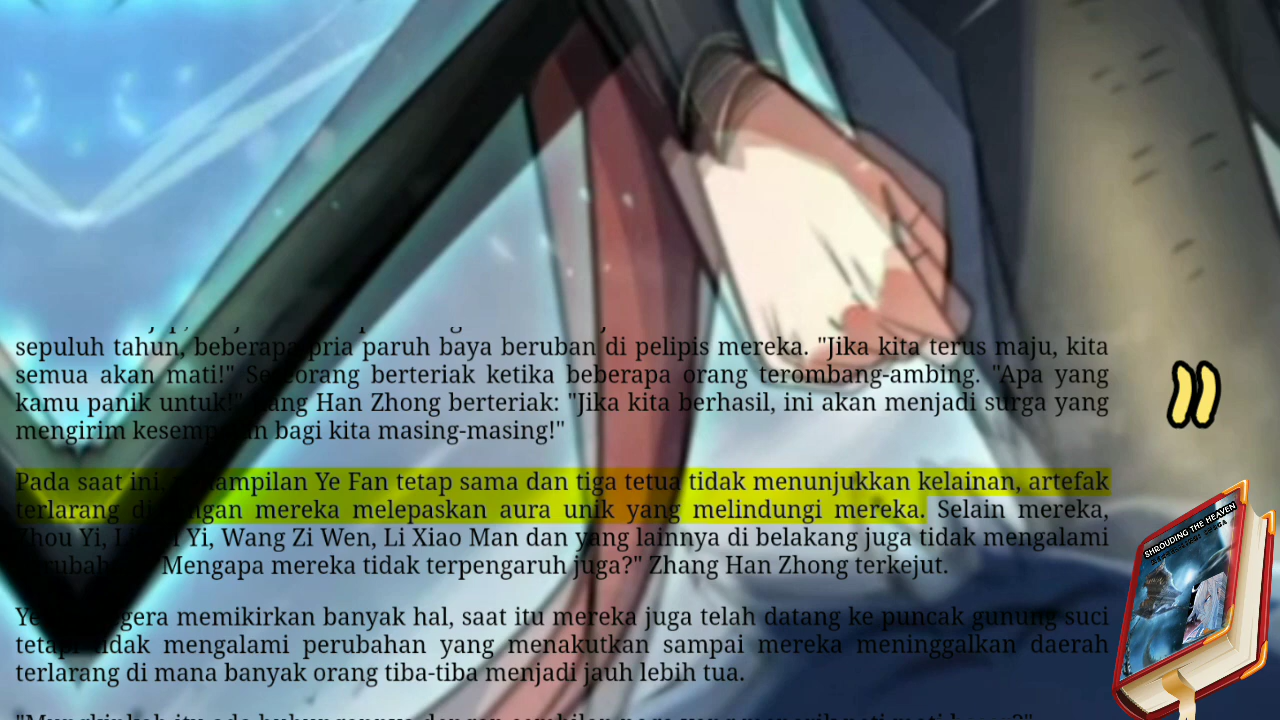 sepuluh tahun, beberapa pria paruh baya beruban di pelipis mereka. "Jika kita terus maju, kita
semua akan mati!" Seseorang berteriak ketika beberapa orang terombang-ambing. "Apa yang
kamu panik untuk!" Zhang Han Zhong berteriak: "Jika kita berhasil, ini akan menjadi surga yang
mengirim kesempatan bagi kita masing-masing!"
Pada saat ini, penampilan Ye Fan tetap sama dan tiga tetua tidak menunjukkan kelainan, artefak
terlarang di tangan mereka melepaskan aura unik yang melindungi mereka. Selain mereka,
Zhou Yi, Yi, Wang Zi Wen, Li Xiao Man dan yang lainnya di belakang juga tidak mengalami
Mengapa mereka tidak terpengaruh juga?" Zhang Han Zhong terkejut.
segera memikirkan banyak hal, saat itu mereka juga telah datang ke puncak gunung suci
tetapi tidak mengalami perubahan yang menakutkan sampai mereka meninggalkan daerah
terlarang di mana banyak orang tiba-tiba menjadi jauh lebih tua.
SHROUDING THE HEAVEN